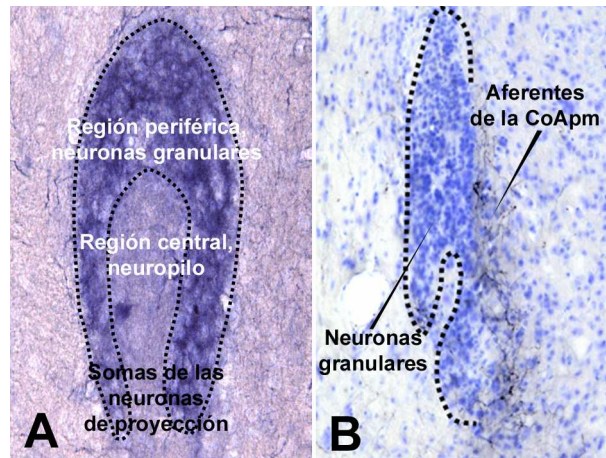 Región periférica,
neuronas granulares
Región central,
neuropilo
Somas de las
neuronas
de proyección
A
Aferentes
de la CoApm
Neuronas
granulares
B